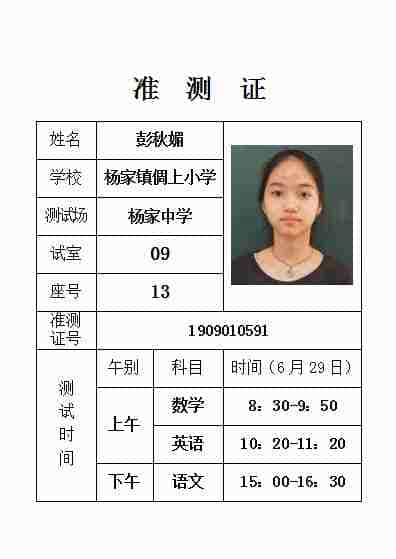 准 测 证
姓名 彭秋媚
学校 杨家镇倜上小学
测试场 杨家中学
试室 09
座号 13
准测
证号 1909010591
测试时间
午别 科目 时间（6月29日）
上午 数学 8：30-9：50
英语 10：20-11：20
下午 语文 15：00-16：30